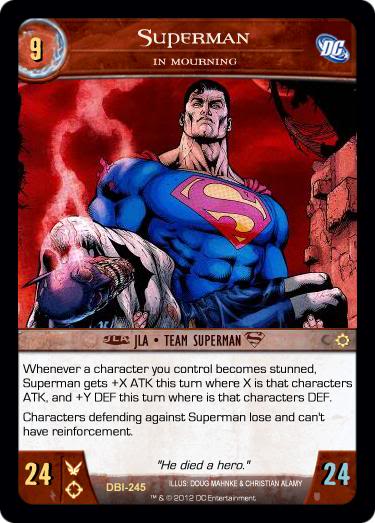 9
SUPERMAN
IN MOURNING
DC
JLA JLA • TEAM SUPERMAN S
Whenever a character you control becomes stunned,
Superman gets +X ATK this turn where X is that characters
ATK, and +Y DEF this turn where is that characters DEF.
Characters defending against Superman lose and can't
have reinforcement.
"He died a hero."
24
DBI-245
ILLUS: DOUG MAHNKE & CHRISTIAN ALAMY
24
™ & © 2012 DC Entertainment